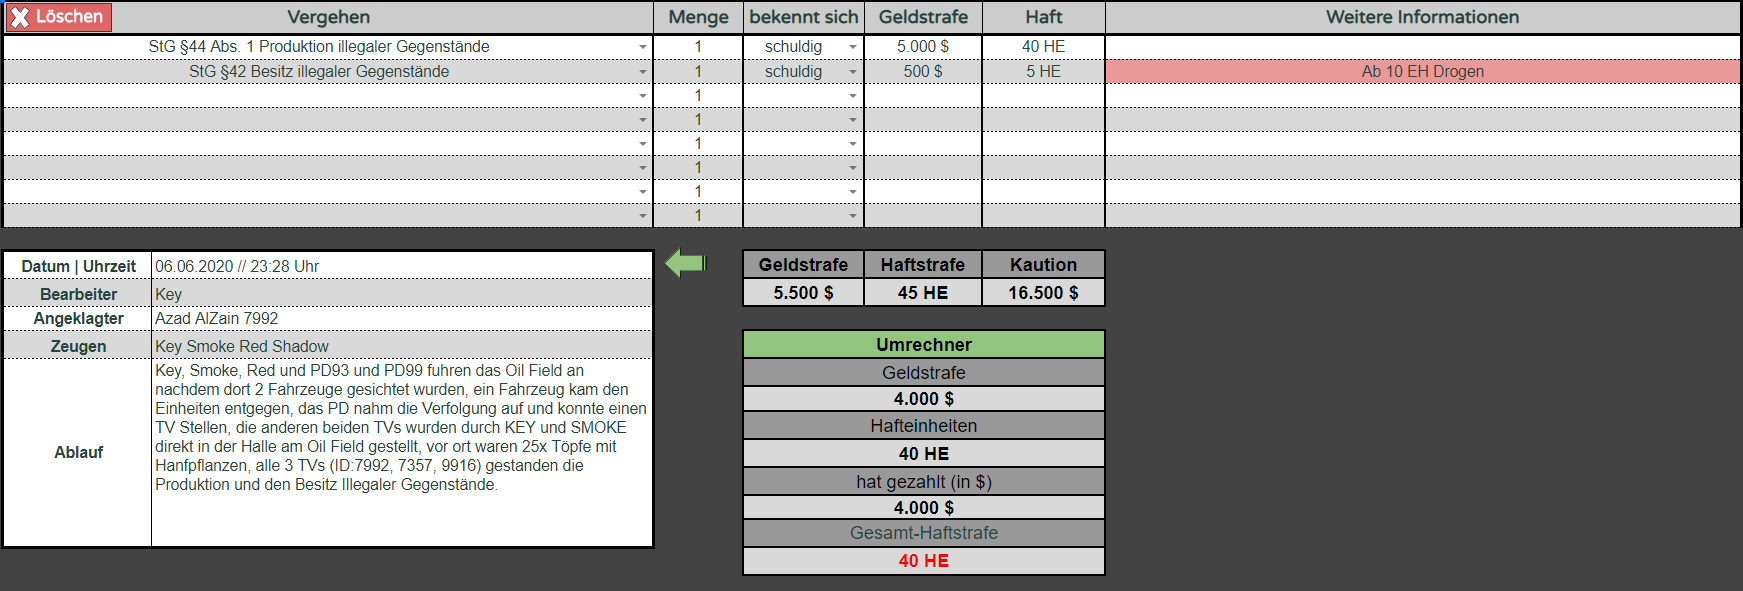 Löschen Vergehen Menge bekennt sich Geldstrafe Haft Weitere Informationen
StG §44 Abs. 1 Produktion illegaler Gegenstände 1 schuldig 5.000 $ 40 HE
StG §42 Besitz illegaler Gegenstände 1 schuldig 500 $ 5 HE Ab 10 EH Drogen
1
1
1
1
1
1
Datum | Uhrzeit 06.06.2020 // 23:28 Uhr
Bearbeiter Key
Angeklagter Azad AlZain 7992
Zeugen Key Smoke Red Shadow
Ablauf
Key, Smoke, Red und PD93 und PD99 fuhren das Oil Field an
nachdem dort 2 Fahrzeuge gesichtet wurden, ein Fahrzeug kam den
Einheiten entgegen, das PD nahm die Verfolgung auf und konnte einen
TV Stellen, die anderen beiden TVs wurden durch KEY und SMOKE
direkt in der Halle am Oil Field gestellt, vor ort waren 25x Töpfe mit
Hanfpflanzen, alle 3 TVs (ID:7992, 7357, 9916) gestanden die
Produktion und den Besitz Illegaler Gegenstände.
Geldstrafe Haftstrafe Kaution
5.500 $ 45 HE 16.500 $
Umrechner
Geldstrafe
4.000 $
Hafteinheiten
40 HE
hat gezahlt (in $)
4.000 $
Gesamt-Haftstrafe
40 HE